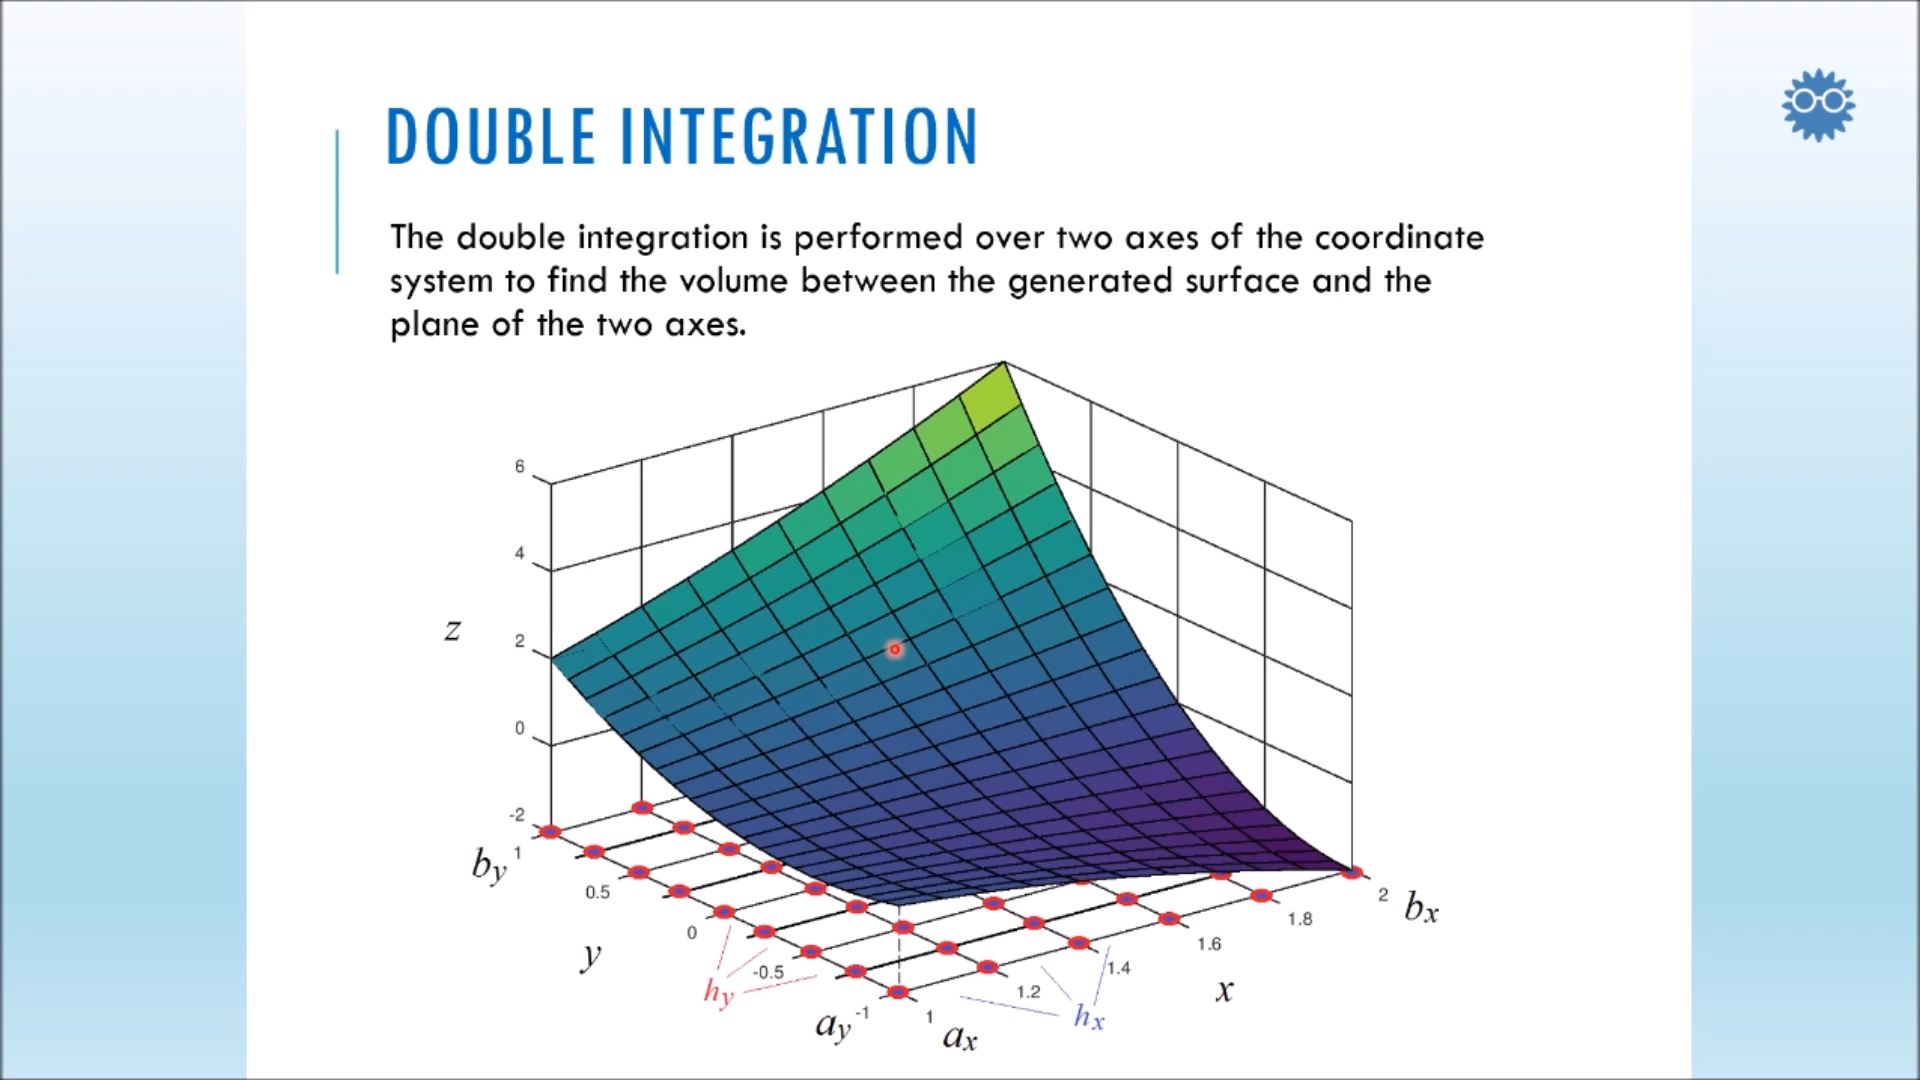 DOUBLE INTEGRATION
The double integration is performed over two axes of the coordinate
system to find the volume between the generated surface and the
plane of the two axes.
6
4
z
2
0
-2
by
1
0.5
0
y
-0.5
hy
ay
-1
1
ax
hx
1.2
1.4
x
1.6
1.8
2
bx